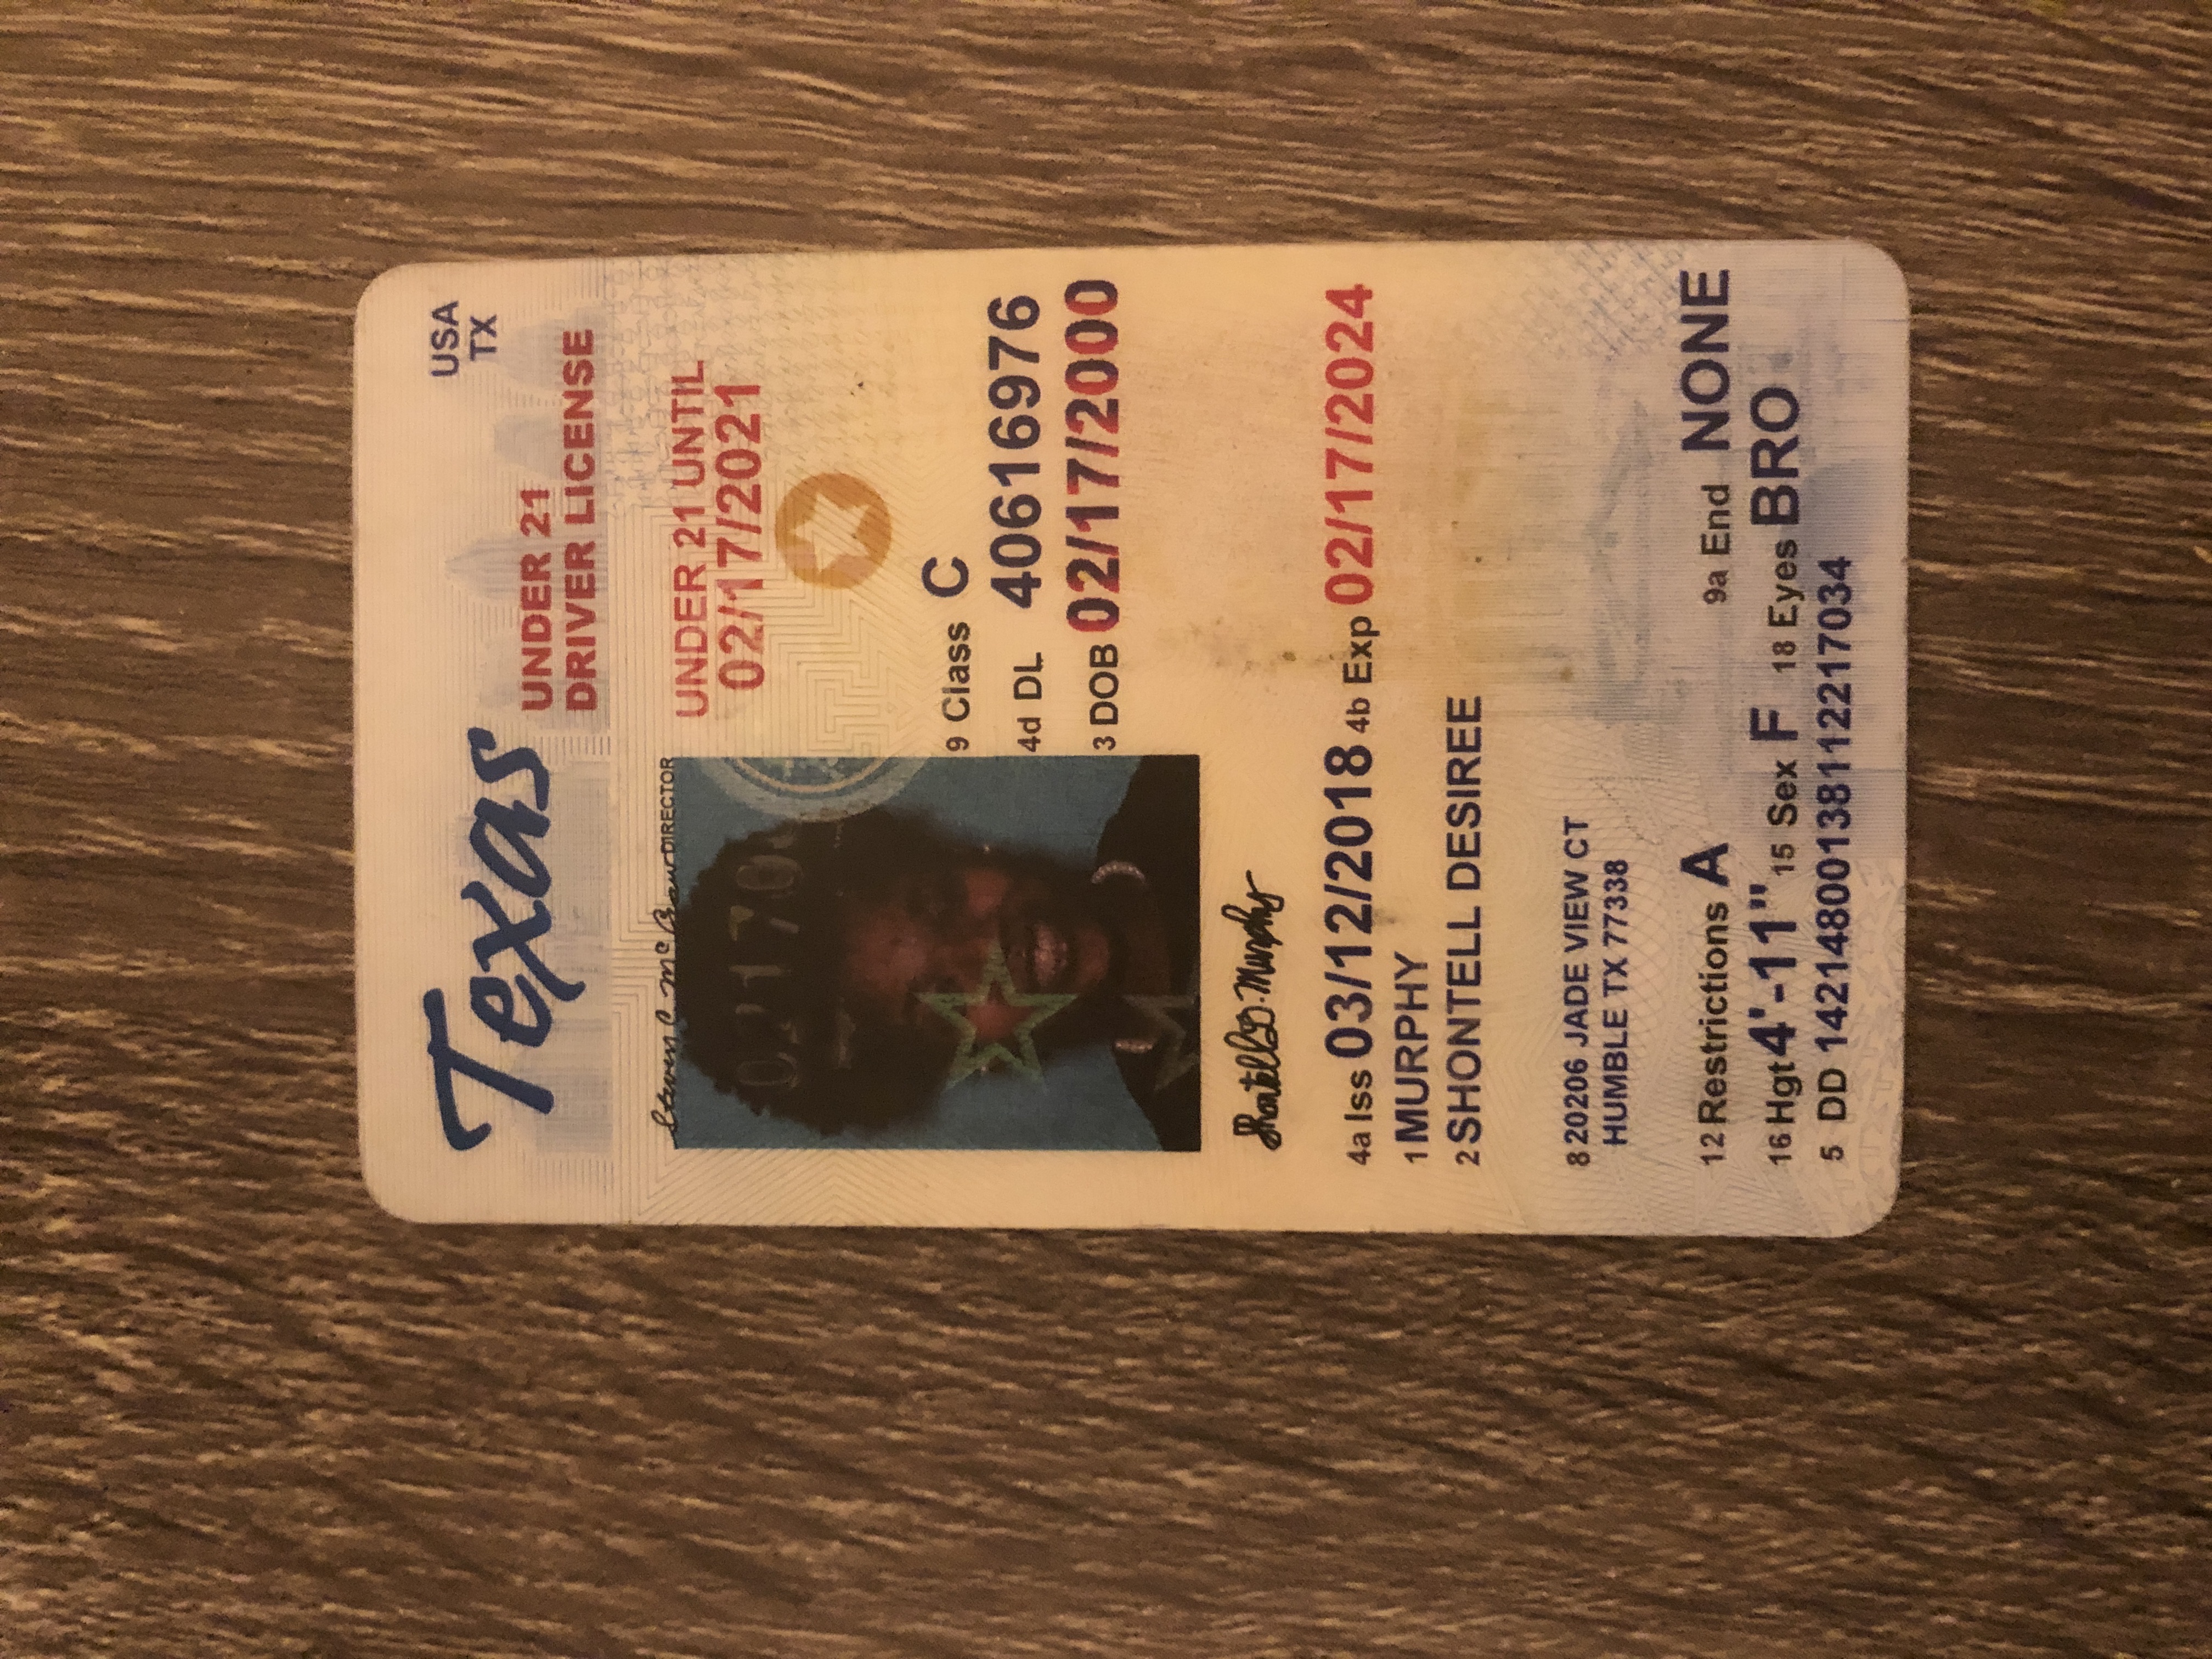 Texas
USA
TX
UNDER 21
DRIVER LICENSE
Steven C. McCraw DIRECTOR
UNDER 21 UNTIL
02/17/2021
9 Class C
4d DL 40616976
3 DOB 02/17/2000
Shontell D. Murphy
4a Iss 03/12/2018 4b Exp 02/17/2024
1 MURPHY
2 SHONTELL DESIREE
8 20206 JADE VIEW CT
HUMBLE TX 77338
12 Restrictions A 9a End NONE
16 Hgt 4'-11" 15 Sex F 18 Eyes BRO
5 DD 14214800138112217034